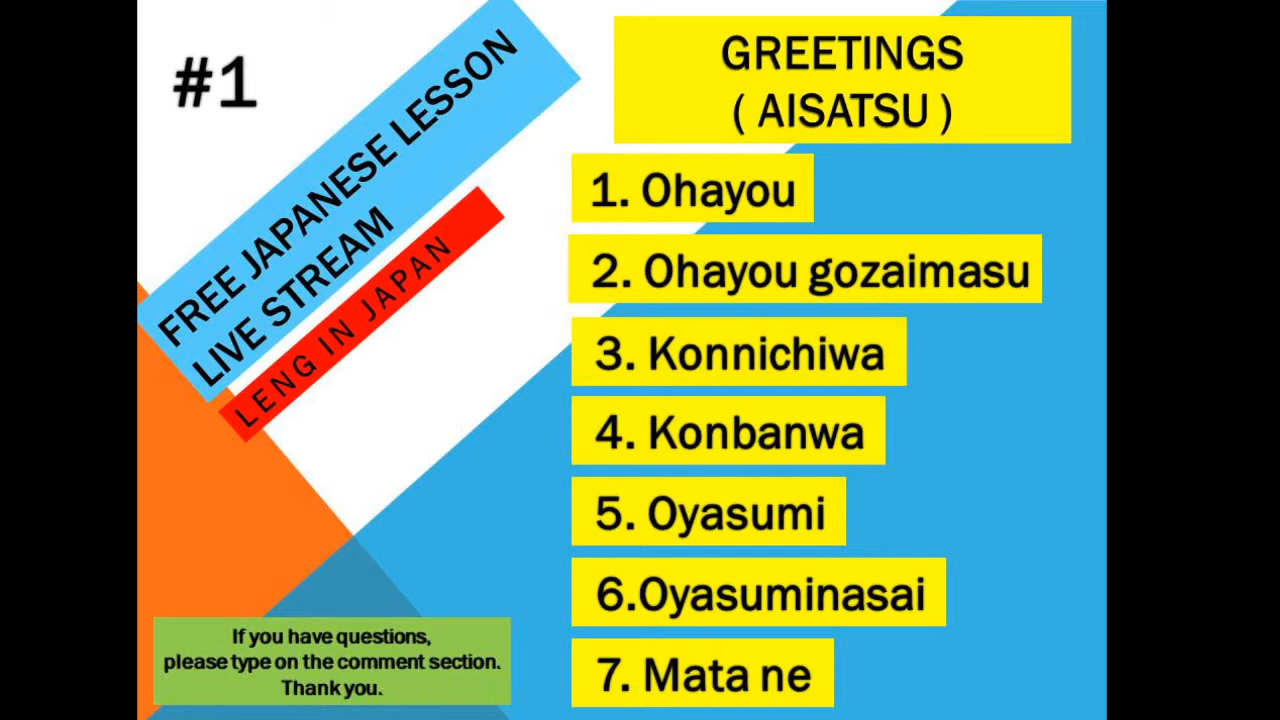 #1
FREE JAPANESE LESSON
LIVE STREAM
LENG IN JAPAN
GREETINGS
( AISATSU )
1. Ohayou
2. Ohayou gozaimasu
3. Konnichiwa
4. Konbanwa
5. Oyasumi
6.Oyasuminasai
7. Mata ne
If you have questions,
please type on the comment section.
Thank you.